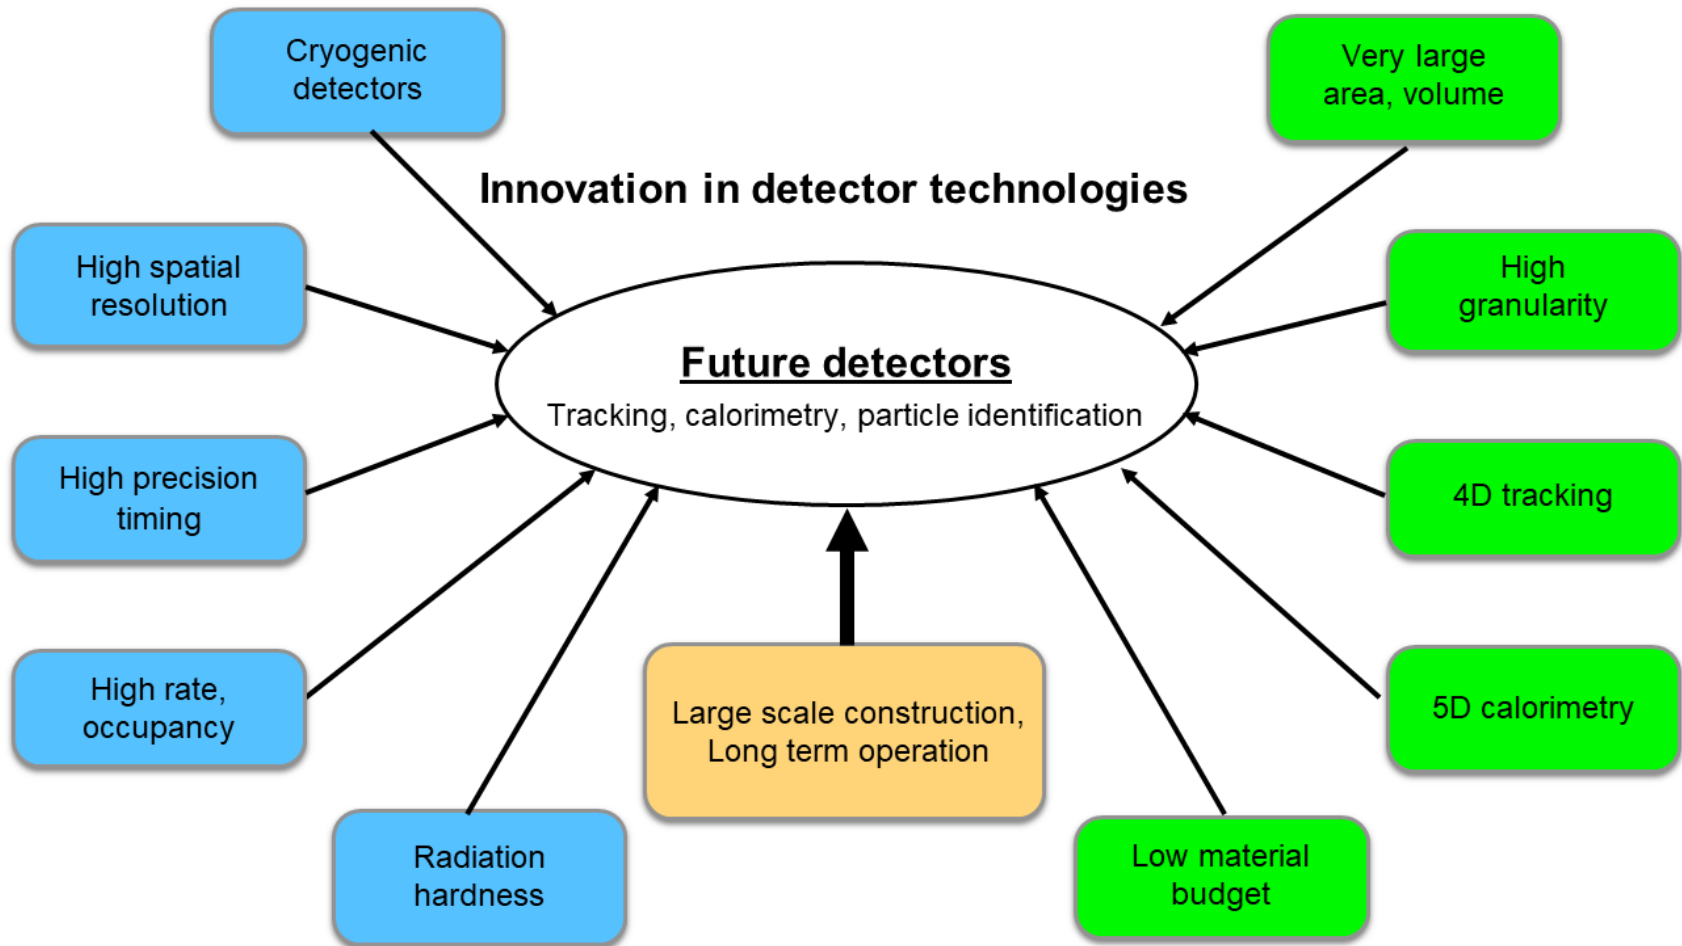 Cryogenic
detectors
Very large
area, volume
Innovation in detector technologies
High spatial
resolution
High
granularity
Future detectors
Tracking, calorimetry, particle identification
High precision
timing
4D tracking
High rate,
occupancy
Large scale construction,
Long term operation
5D calorimetry
Radiation
hardness
Low material
budget